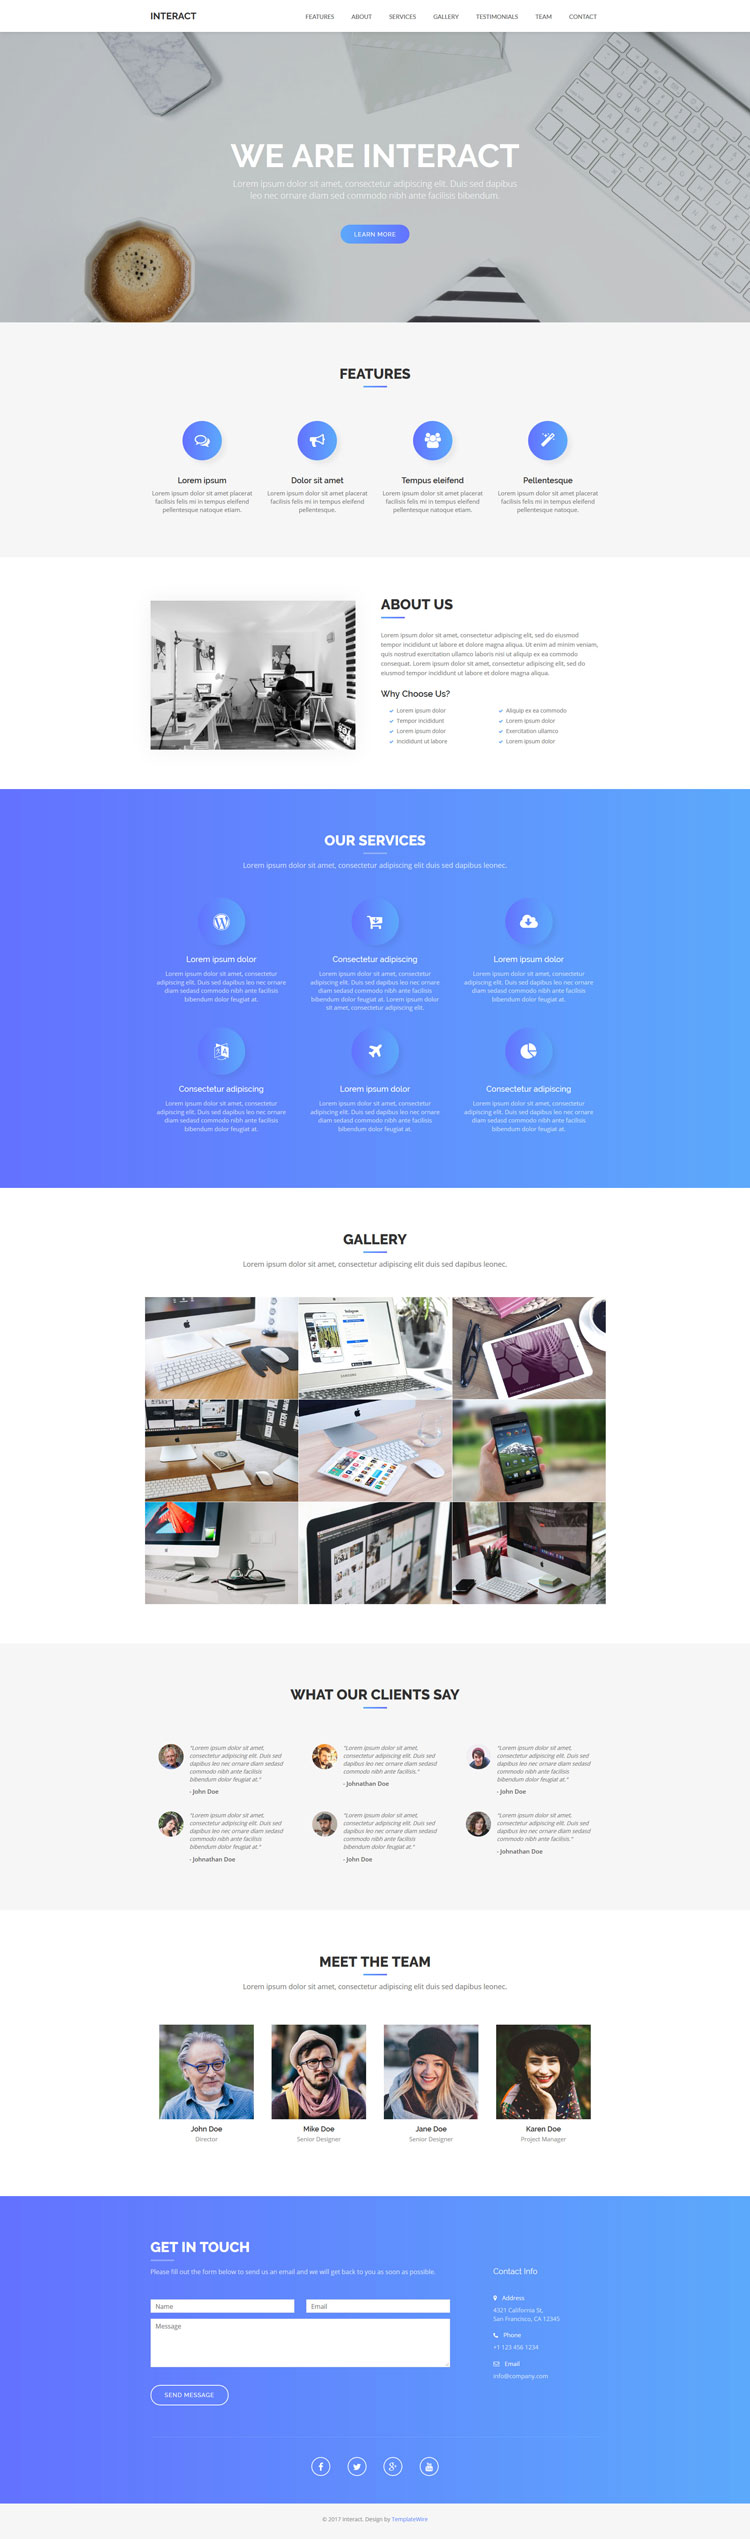 INTERACT
FEATURES ABOUT SERVICES GALLERY TESTIMONIALS TEAM CONTACT
WE ARE INTERACT
Lorem ipsum dolor sit amet, consectetur adipiscing elit. Duis sed dapibus
leo nec ornare diam sed commodo nibh ante facilisis bibendum.
LEARN MORE
FEATURES
Lorem ipsum
Lorem ipsum dolor sit amet placerat
facilisis felis mi in tempus eleifend
pellentesque natoque etiam.
Dolor sit amet
Lorem ipsum dolor sit amet placerat
facilisis felis mi in tempus eleifend
pellentesque.
Tempus eleifend
Lorem ipsum dolor sit amet placerat
facilisis felis mi in tempus eleifend
pellentesque natoque etiam.
Pellentesque
Lorem ipsum dolor sit amet placerat
facilisis felis mi in tempus eleifend
pellentesque natoque.
ABOUT US
Lorem ipsum dolor sit amet, consectetur adipiscing elit, sed do eiusmod
tempor incididunt ut labore et dolore magna aliqua. Ut enim ad minim veniam,
quis nostrud exercitation ullamco laboris nisi ut aliquip ex ea commodo
consequat. Lorem ipsum dolor sit amet, consectetur adipiscing elit, sed do
eiusmod tempor incididunt ut labore et dolore magna aliqua.
Why Choose Us?
Lorem ipsum dolor
Tempor incididunt
Lorem ipsum dolor
Incididunt ut labore
Aliquip ex ea commodo
Lorem ipsum dolor
Exercitation ullamco
Lorem ipsum dolor
OUR SERVICES
Lorem ipsum dolor sit amet, consectetur adipiscing elit duis sed dapibus leonec.
Lorem ipsum dolor
Lorem ipsum dolor sit amet, consectetur
adipiscing elit. Duis sed dapibus leo nec ornare
diam sedasd commodo nibh ante facilisis
bibendum dolor feugiat at.
Consectetur adipiscing
Lorem ipsum dolor sit amet, consectetur
adipiscing elit. Duis sed dapibus leo nec ornare
diam sedasd commodo nibh ante facilisis
bibendum dolor feugiat at. Lorem ipsum dolor
sit amet, consectetur adipiscing elit.
Lorem ipsum dolor
Lorem ipsum dolor sit amet, consectetur
adipiscing elit. Duis sed dapibus leo nec ornare
diam sedasd commodo nibh ante facilisis
bibendum dolor feugiat at.
Consectetur adipiscing
Lorem ipsum dolor sit amet, consectetur
adipiscing elit. Duis sed dapibus leo nec ornare
diam sedasd commodo nibh ante facilisis
bibendum dolor feugiat at.
Lorem ipsum dolor
Lorem ipsum dolor sit amet, consectetur
adipiscing elit. Duis sed dapibus leo nec ornare
diam sedasd commodo nibh ante facilisis
bibendum dolor feugiat at.
Consectetur adipiscing
Lorem ipsum dolor sit amet, consectetur
adipiscing elit. Duis sed dapibus leo nec ornare
diam sedasd commodo nibh ante facilisis
bibendum dolor feugiat at.
GALLERY
Lorem ipsum dolor sit amet, consectetur adipiscing elit duis sed dapibus leonec.
Instagram
SAMSUNG
WHAT OUR CLIENTS SAY
"Lorem ipsum dolor sit amet,
consectetur adipiscing elit. Duis sed
dapibus leo nec ornare diam sedasd
commodo nibh ante facilisis
bibendum dolor feugiat at."
- John Doe
"Lorem ipsum dolor sit amet,
consectetur adipiscing elit. Duis sed
dapibus leo nec ornare diam sedasd
commodo nibh ante facilisis."
- Johnathan Doe
"Lorem ipsum dolor sit amet,
consectetur adipiscing elit. Duis sed
dapibus leo nec ornare diam sedasd
commodo nibh ante facilisis
bibendum dolor feugiat at."
- John Doe
"Lorem ipsum dolor sit amet,
consectetur adipiscing elit. Duis sed
dapibus leo nec ornare diam sedasd
commodo nibh ante facilisis
bibendum dolor feugiat at."
- Johnathan Doe
"Lorem ipsum dolor sit amet,
consectetur adipiscing elit. Duis sed
dapibus leo nec ornare diam sedasd
commodo nibh ante facilisis
bibendum dolor feugiat at."
- John Doe
"Lorem ipsum dolor sit amet,
consectetur adipiscing elit. Duis sed
dapibus leo nec ornare diam sedasd
commodo nibh ante facilisis."
- Johnathan Doe
MEET THE TEAM
Lorem ipsum dolor sit amet, consectetur adipiscing elit duis sed dapibus leonec.
John Doe
Director
Mike Doe
Senior Designer
Jane Doe
Senior Designer
Karen Doe
Project Manager
GET IN TOUCH
Please fill out the form below to send us an email and we will get back to you as soon as possible.
Name
Email
Message
SEND MESSAGE
Contact Info
Address
4321 California St,
San Francisco, CA 12345
Phone
+1 123 456 1234
Email
info@company.com
© 2017 Interact. Design by TemplateWire